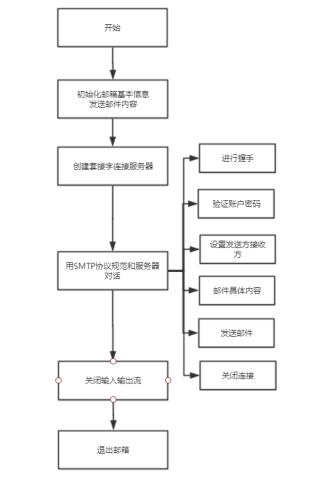 开始
初始化邮箱基本信息
发送邮件内容
创建套接字连接服务器
进行握手
验证账户密码
设置发送方接收
方
用SMTP协议规范和服务器
对话
邮件具体内容
发送邮件
关闭连接
关闭输入输出流
退出邮箱